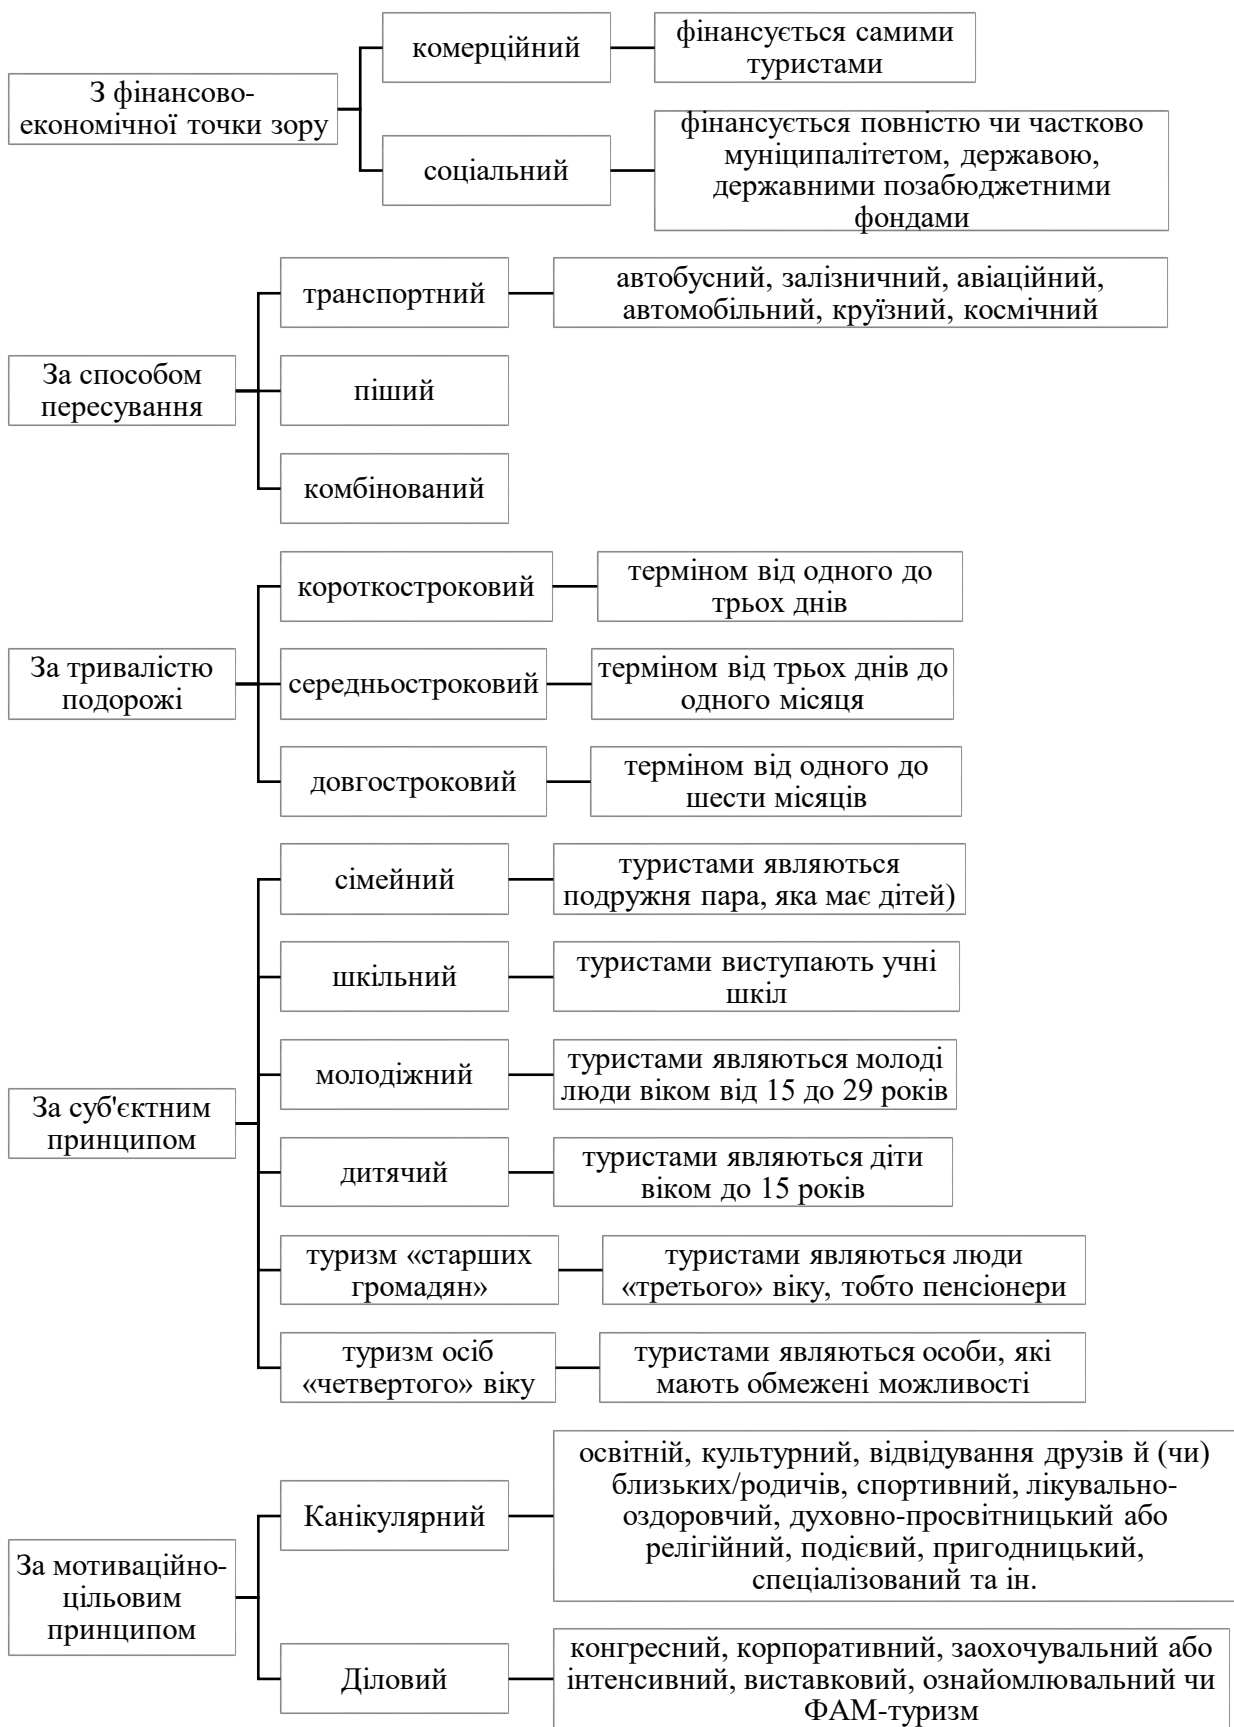 З фінансово-
економічної точки зору
комерційний
фінансується самими
туристами
соціальний
фінансується повністю чи частково
муніципалітетом, державою,
державними позабюджетними
фондами
За способом
пересування
транспортний
автобусний, залізничний, авіаційний,
автомобільний, круїзний, космічний
піший
комбінований
За тривалістю
подорожі
короткостроковий
терміном від одного до
трьох днів
середньостроковий
терміном від трьох днів до
одного місяця
довгостроковий
терміном від одного до
шести місяців
За суб'єктним
принципом
сімейний
туристами являються
подружня пара, яка має дітей)
шкільний
туристами виступають учні
шкіл
молодіжний
туристами являються молоді
люди віком від 15 до 29 років
дитячий
туристами являються діти
віком до 15 років
туризм «старших
громадян»
туристами являються люди
«третього» віку, тобто пенсіонери
туризм осіб
«четвертого» віку
туристами являються особи, які
мають обмежені можливості
За мотиваційно-
цільовим
принципом
Канікулярний
освітній, культурний, відвідування друзів й (чи)
близьких/родичів, спортивний, лікувально-
оздоровчий, духовно-просвітницький або
релігійний, подієвий, пригодницький,
спеціалізований та ін.
Діловий
конгресний, корпоративний, заохочувальний або
інтенсивний, виставковий, ознайомлювальний чи
ФАМ-туризм